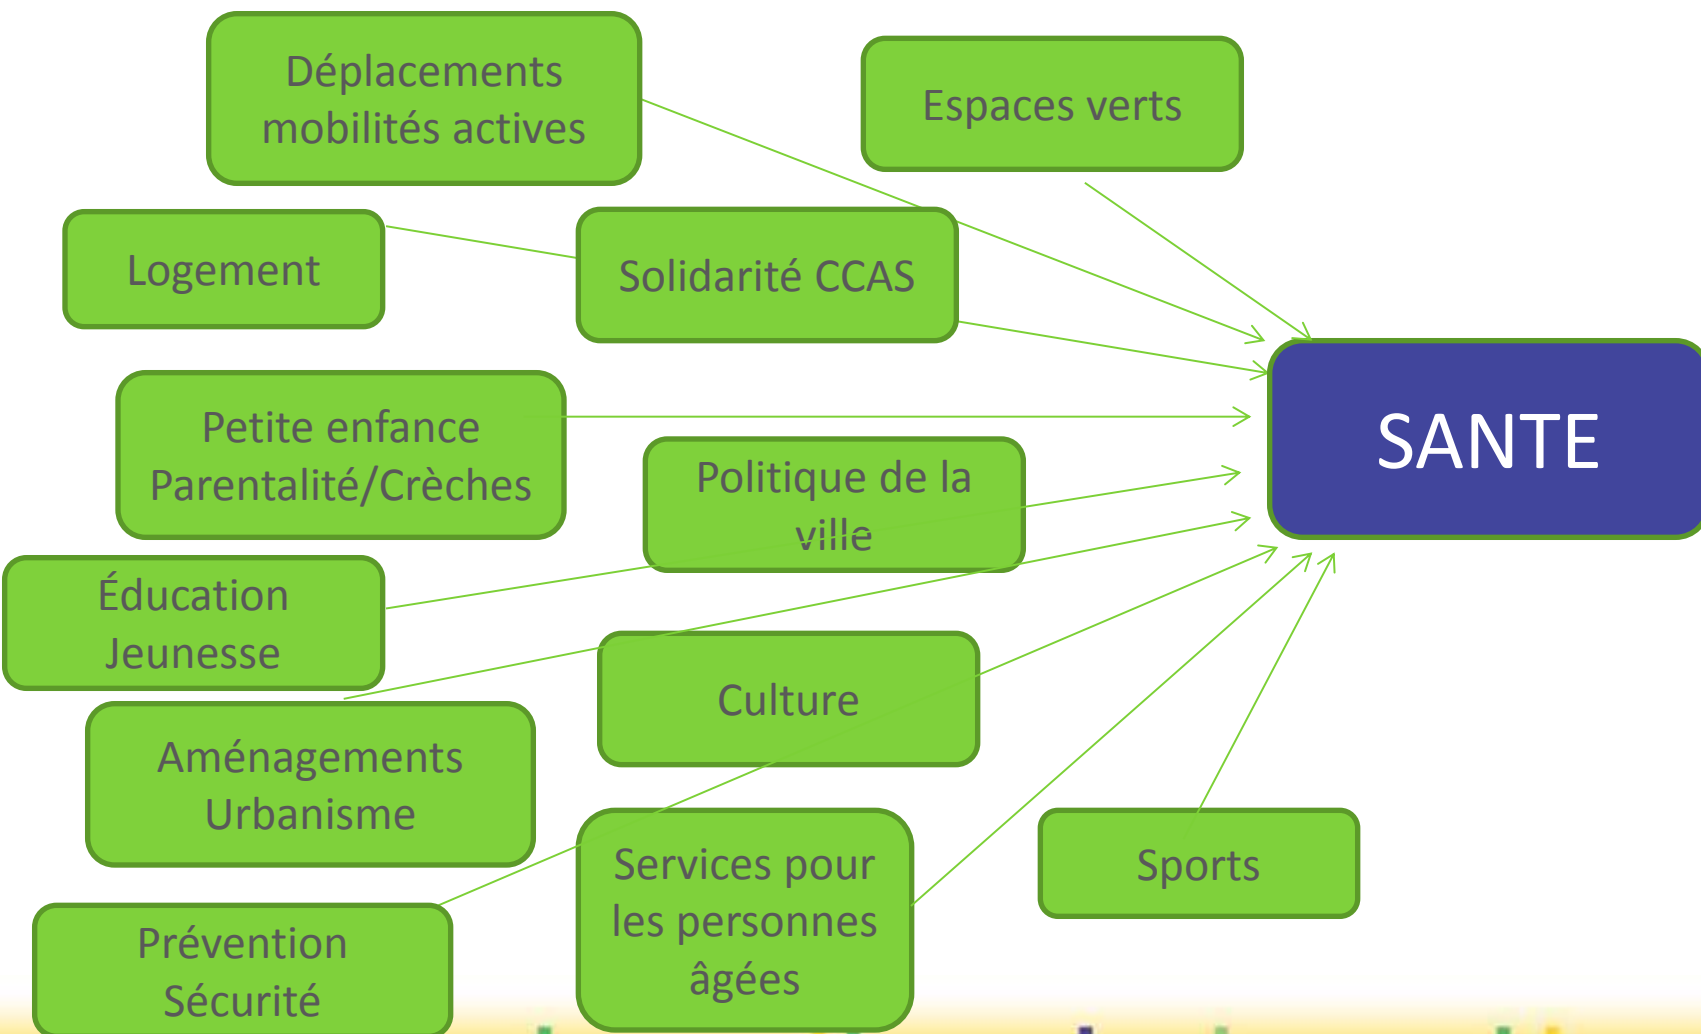 Déplacements
mobilités actives
Espaces verts
Logement
Solidarité CCAS
SANTE
Petite enfance
Parentalité/Crèches
Politique de la
ville
Éducation
Jeunesse
Culture
Aménagements
Urbanisme
Services pour
les personnes
âgées
Sports
Prévention
Sécurité